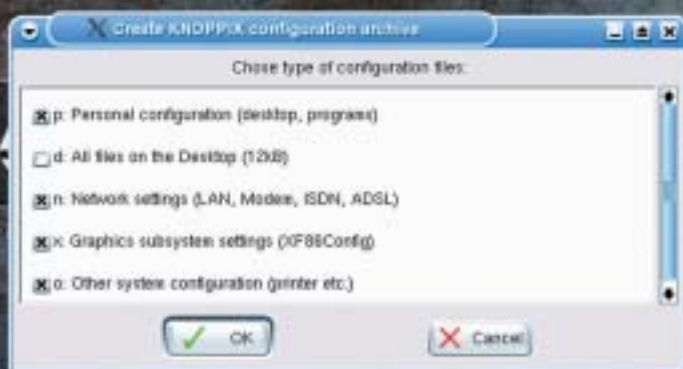 Create KNOPPIX configuration archive
Chose type of configuration files:
p: Personal configuration (desktop, programs)
d: All files on the Desktop (12kB)
n: Network settings (LAN, Modem, ISDN, ADSL)
x: Graphics subsystem settings (XF86Config)
o: Other system configuration (printer etc.)
OK
Cancel